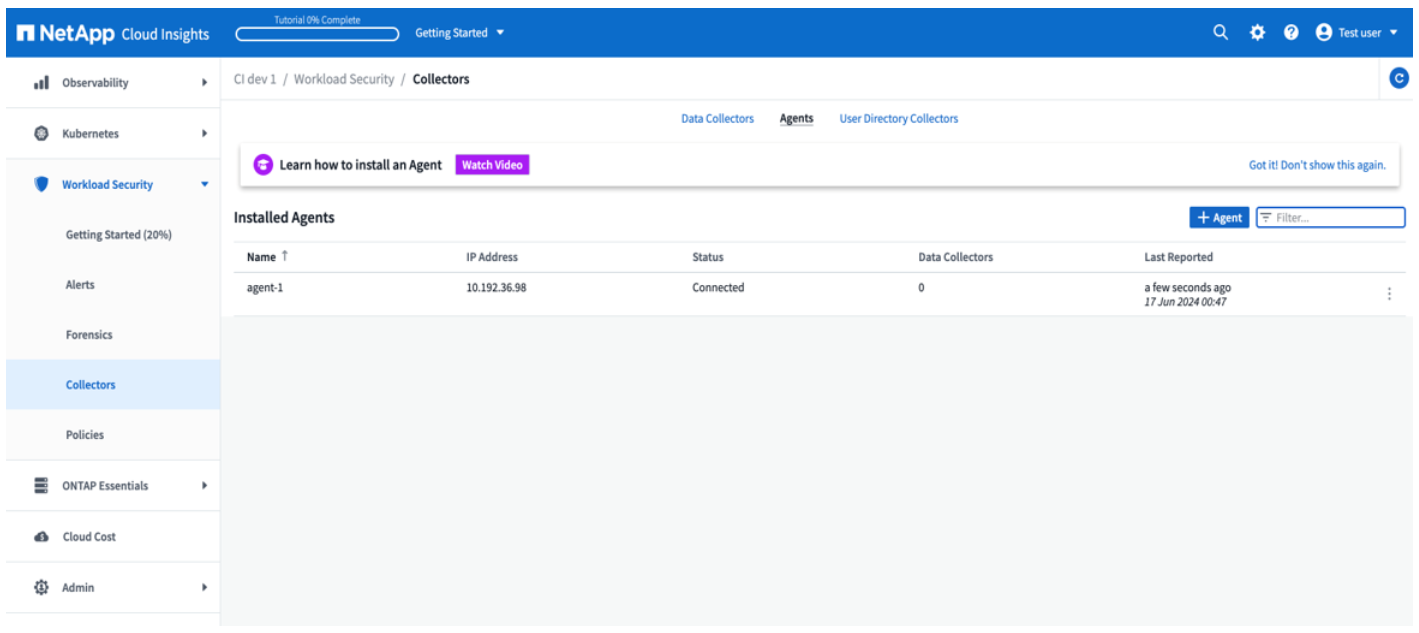 NetApp Cloud Insights
Tutorial 0% Complete
Getting Started
Test user
Observability
Kubernetes
Workload Security
Getting Started (20%)
Alerts
Forensics
Collectors
Policies
ONTAP Essentials
Cloud Cost
Admin
CI dev 1 / Workload Security / Collectors
C
Data Collectors Agents User Directory Collectors
Learn how to install an Agent Watch Video Got it! Don't show this again.
Installed Agents + Agent Filter...
Name ↑ IP Address Status Data Collectors Last Reported
agent-1 10.192.36.98 Connected 0 a few seconds ago
17 Jun 2024 00:47